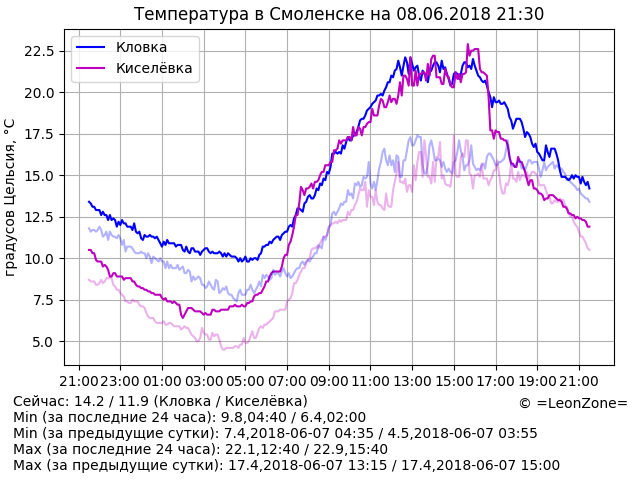 Температура в Смоленске на 08.06.2018 21:30
Кловка
Киселёвка
градусов Цельсия, °C
22.5
20.0
17.5
15.0
12.5
10.0
7.5
5.0
21:00 23:00 01:00 03:00 05:00 07:00 09:00 11:00 13:00 15:00 17:00 19:00 21:00
Сейчас: 14.2 / 11.9 (Кловка / Киселёвка)
© =LeonZone=
Min (за последние 24 часа): 9.8,04:40 / 6.4,02:00
Min (за предыдущие сутки): 7.4,2018-06-07 04:35 / 4.5,2018-06-07 03:55
Max (за последние 24 часа): 22.1,12:40 / 22.9,15:40
Max (за предыдущие сутки): 17.4,2018-06-07 13:15 / 17.4,2018-06-07 15:00